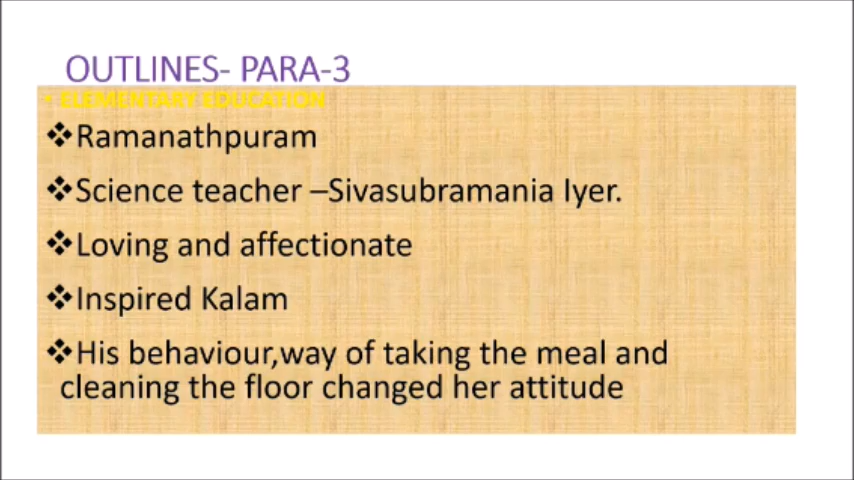 OUTLINES- PARA-3
• ELEMENTARY EDUCATION
❖Ramanathpuram
❖Science teacher –Sivasubramania Iyer.
❖Loving and affectionate
❖Inspired Kalam
❖His behaviour,way of taking the meal and
cleaning the floor changed her attitude